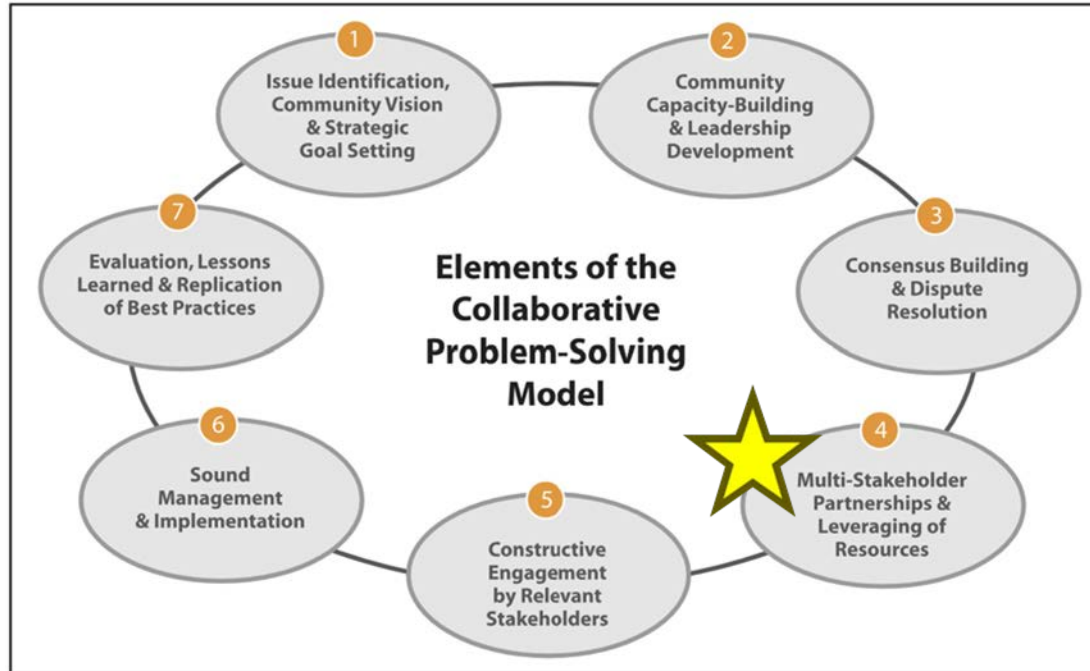 1
Issue Identification,
Community Vision
& Strategic
Goal Setting
2
Community
Capacity-Building
& Leadership
Development
3
Consensus Building
& Dispute
Resolution
4
Multi-Stakeholder
Partnerships &
Leveraging of
Resources
5
Constructive
Engagement
by Relevant
Stakeholders
6
Sound
Management
& Implementation
7
Evaluation, Lessons
Learned & Replication
of Best Practices
Elements of the
Collaborative
Problem-Solving
Model